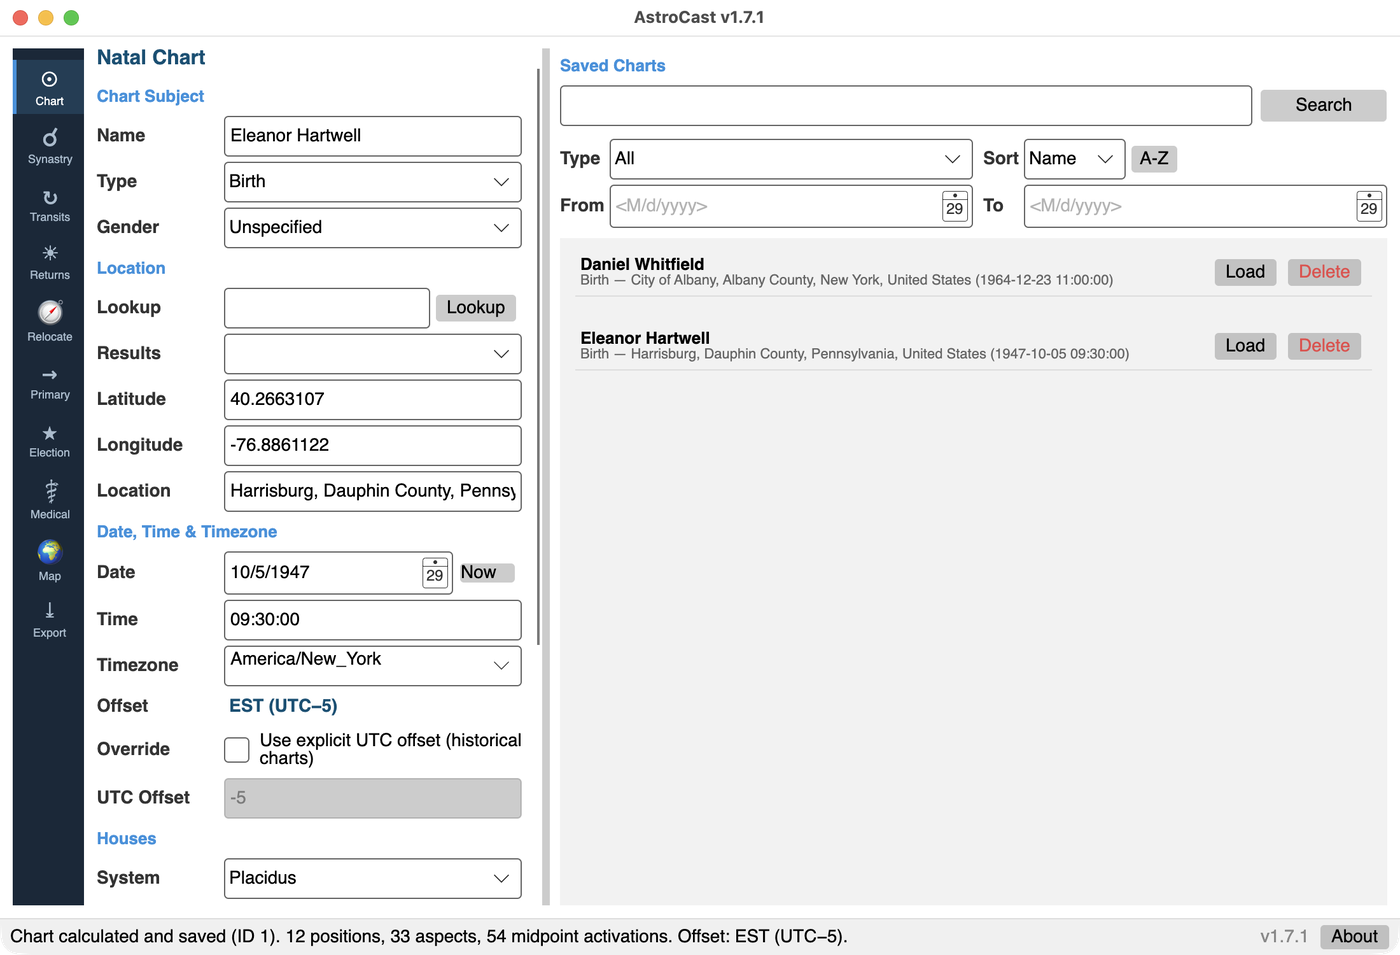 AstroCast v1.7.1
Chart
Synastry
Transits
Returns
Relocate
Primary
Election
Medical
Map
Export
Natal Chart
Chart Subject
Name Eleanor Hartwell
Type Birth
Gender Unspecified
Location
Lookup Lookup
Results
Latitude 40.2663107
Longitude -76.8861122
Location Harrisburg, Dauphin County, Pennsy
Date, Time & Timezone
Date 10/5/1947 29 Now
Time 09:30:00
Timezone America/New_York
Offset EST (UTC−5)
Override Use explicit UTC offset (historical
charts)
UTC Offset -5
Houses
System Placidus
Saved Charts
Search
Type All Sort Name A-Z
From <M/d/yyyy> 29 To <M/d/yyyy> 29
Daniel Whitfield
Birth — City of Albany, Albany County, New York, United States (1964-12-23 11:00:00)
Load Delete
Eleanor Hartwell
Birth — Harrisburg, Dauphin County, Pennsylvania, United States (1947-10-05 09:30:00)
Load Delete
Chart calculated and saved (ID 1). 12 positions, 33 aspects, 54 midpoint activations. Offset: EST (UTC−5).
v1.7.1 About